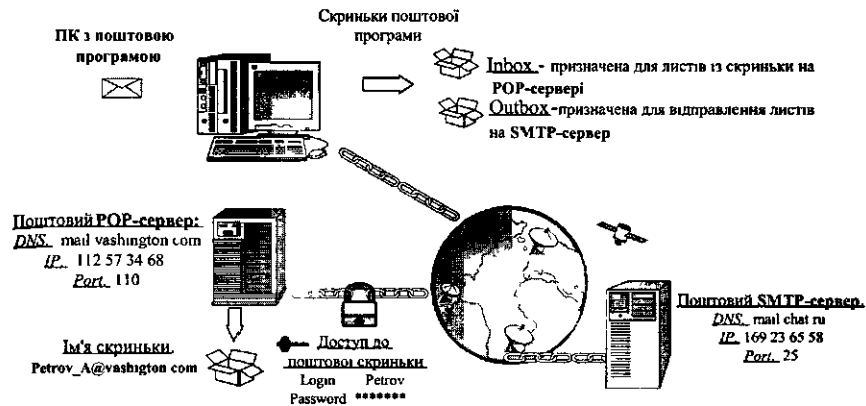 ПК з поштовою
програмою
Скриньки поштової
програми
Inbox - призначена для листів із скриньки на
POP-сервері
Outbox -призначена для відправлення листів
на SMTP-сервер
Поштовий POP-сервер:
DNS. mail vashington com
IP. 112 57 34 68
Port. 110
Ім'я скриньки.
Petrov_A@vashigton com
Доступ до
поштової скриньки
Login Petrov
Password *******
Поштовий SMTP-сервер.
DNS. mail chat ru
IP. 169 23 65 58
Port. 25